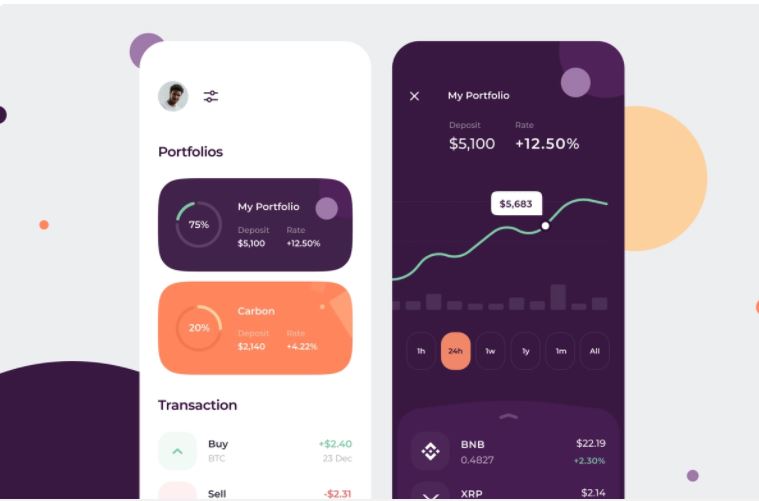 Portfolios
75%
My Portfolio
Deposit Rate
$5,100 +12.50%
20%
Carbon
Deposit Rate
$2,140 +4.22%
Transaction
Buy +$2.40
BTC 23 Dec
Sell -$2.31
My Portfolio
Deposit Rate
$5,100 +12.50%
$5,683
1h 24h 1w 1y 1m All
BNB $22.19
0.4827 +2.30%
XRP $2.14